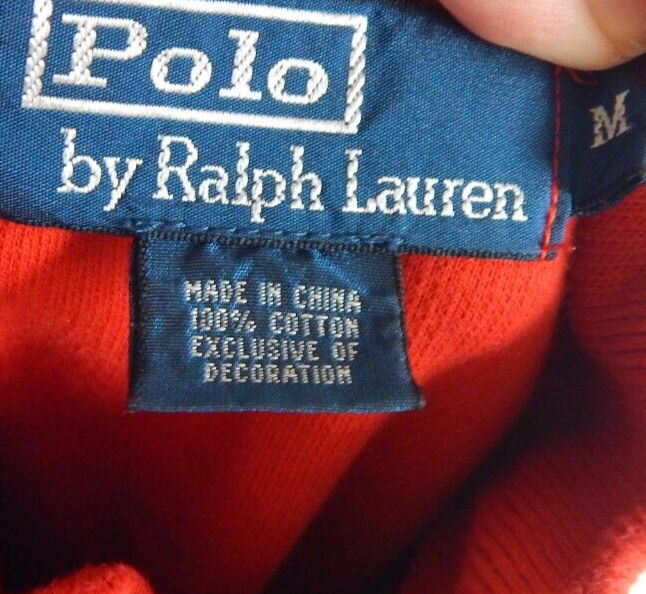 Polo
by Ralph Lauren
M
MADE IN CHINA
100% COTTON
EXCLUSIVE OF
DECORATION